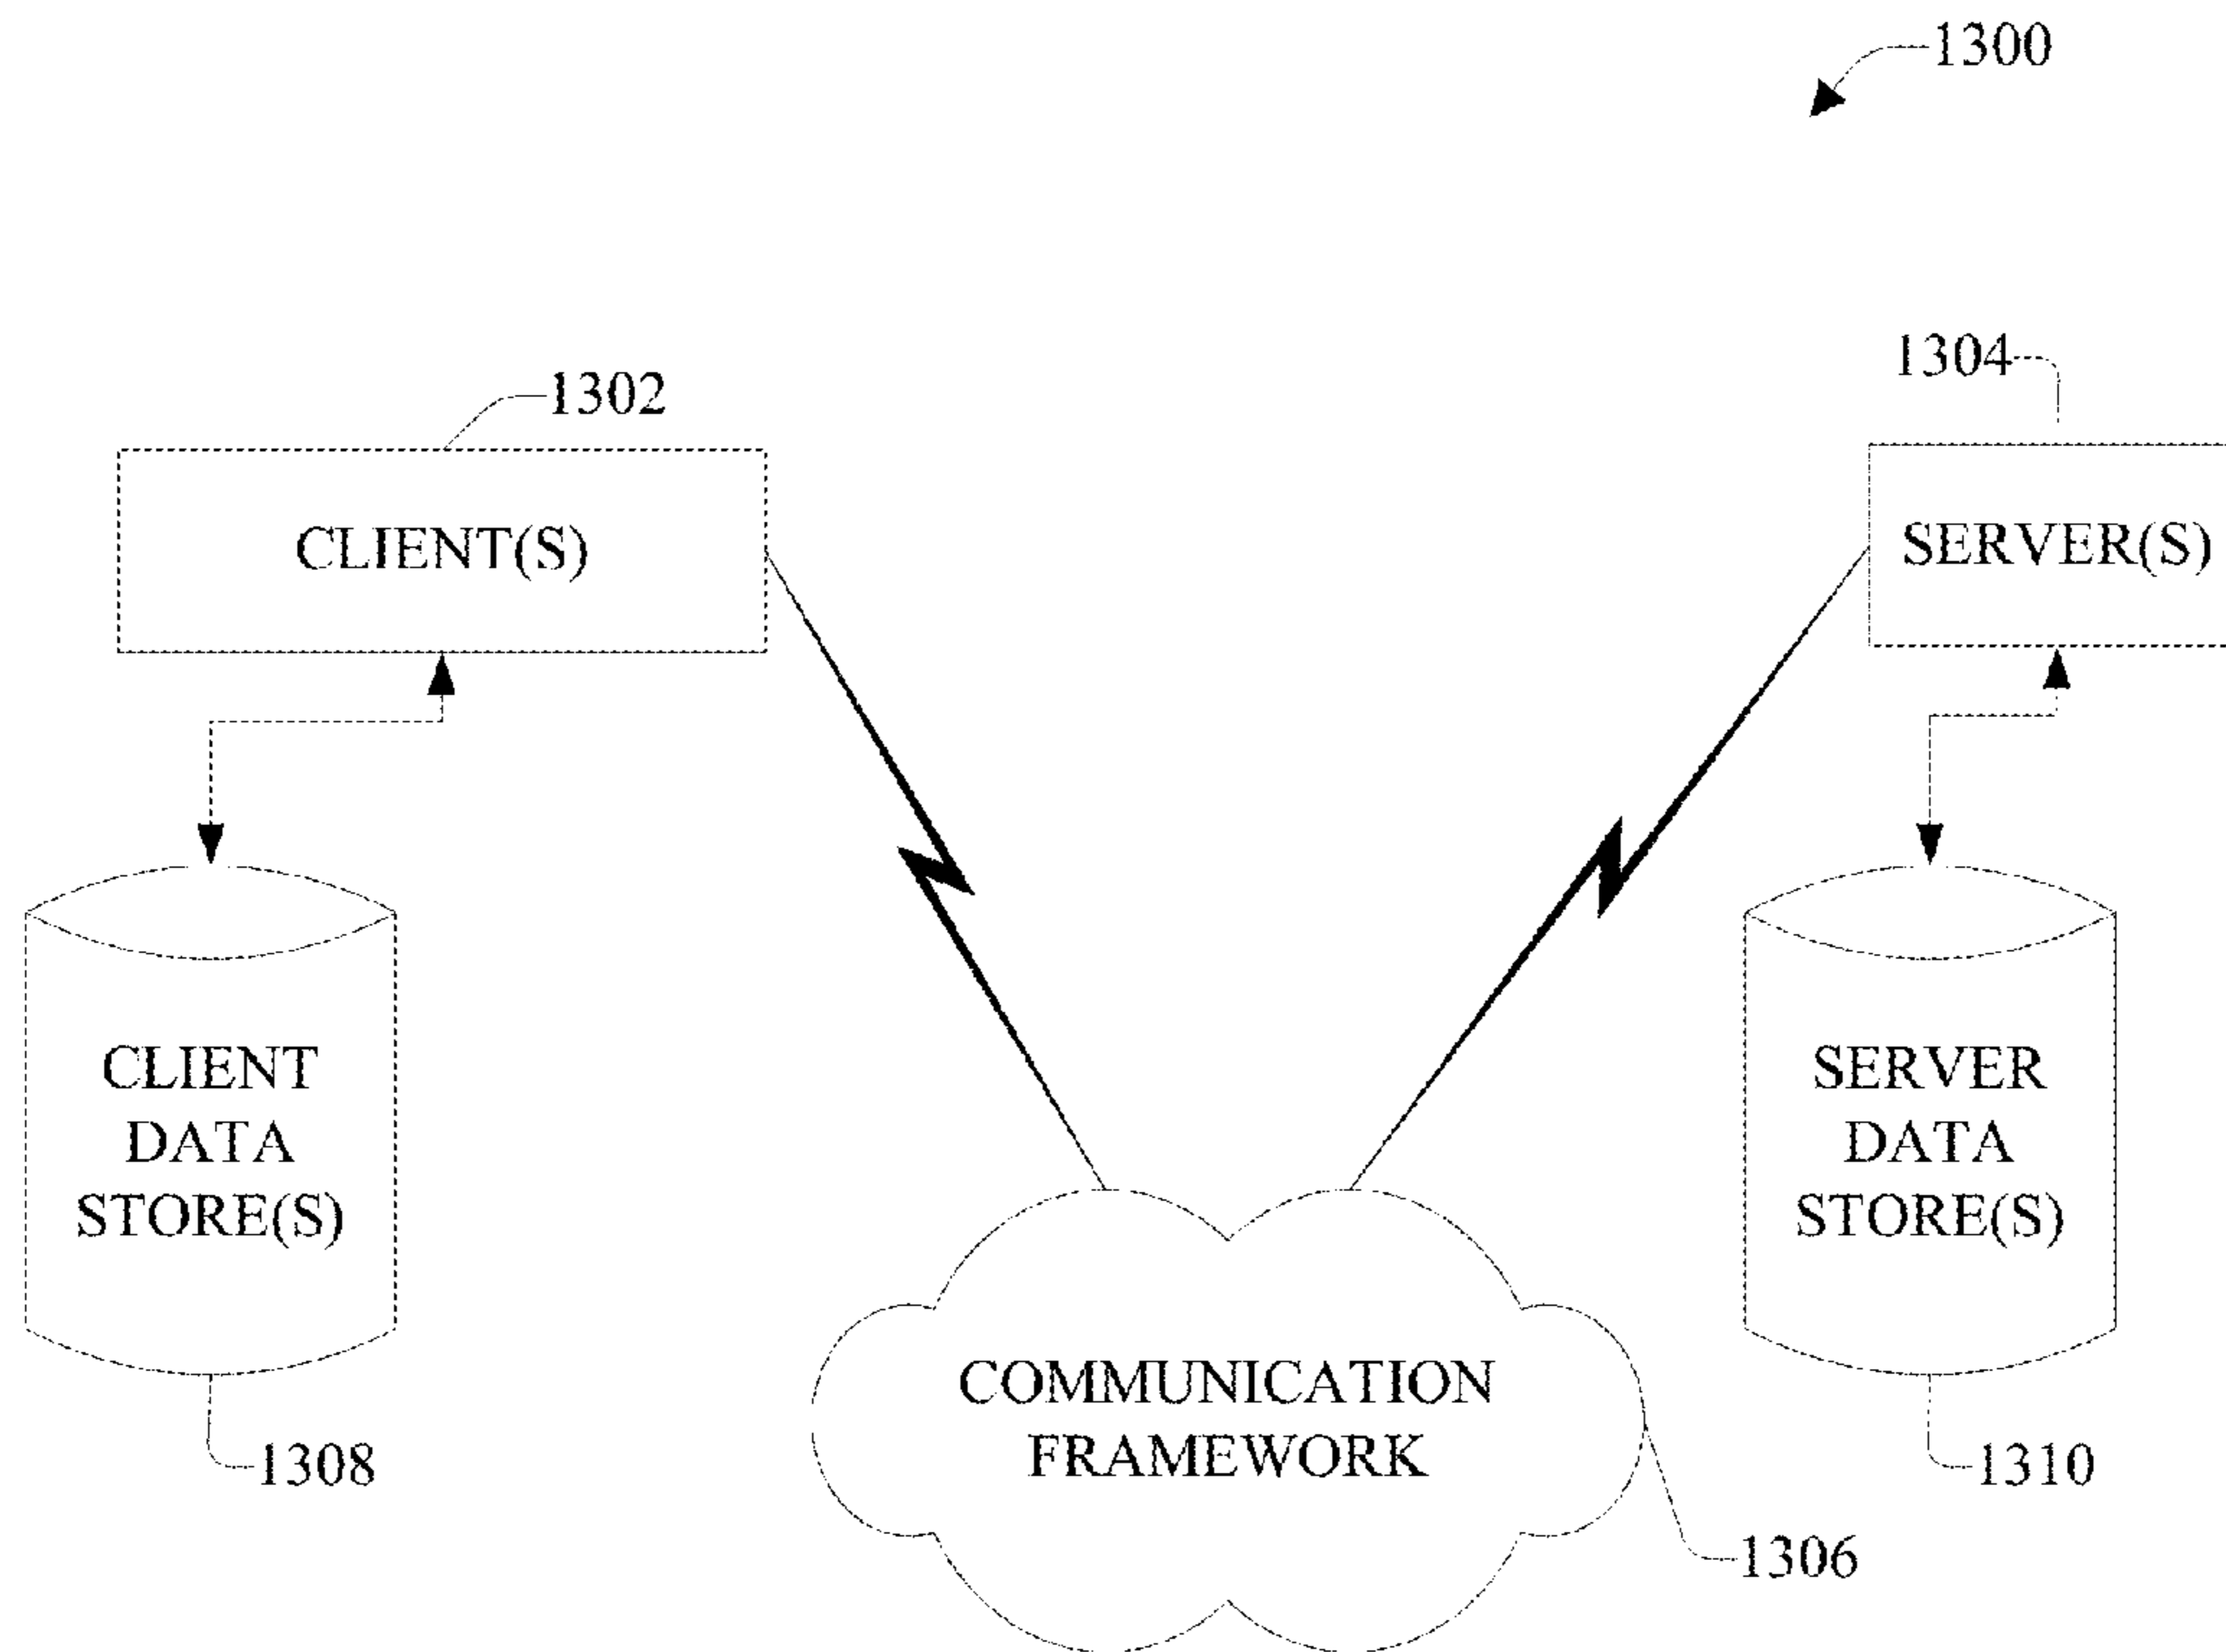 1300
1302
1304
CLIENT(S)
SERVER(S)
CLIENT
DATA
STORE(S)
SERVER
DATA
STORE(S)
COMMUNICATION
FRAMEWORK
1308
1310
1306